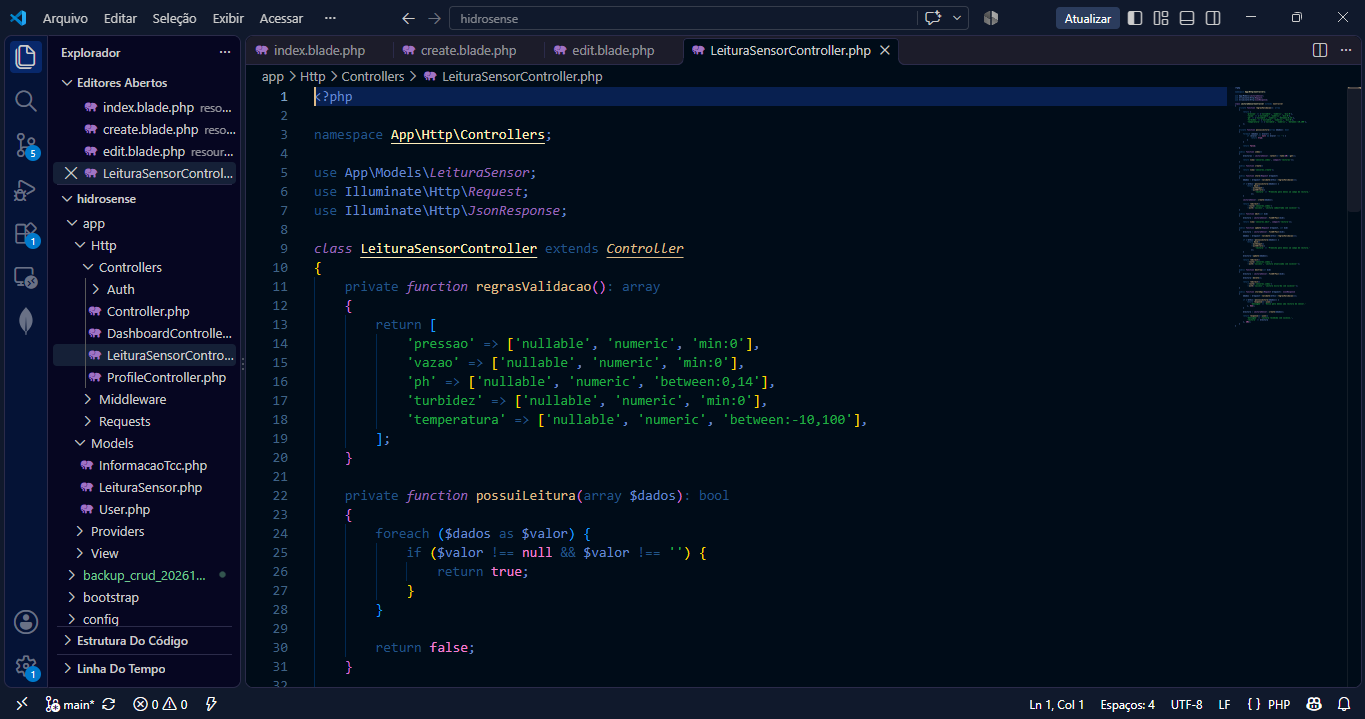 Arquivo Editar Seleção Exibir Acessar ···
hidrosense
Atualizar
Explorador ···
Editores Abertos
index.blade.php reso...
create.blade.php reso...
edit.blade.php resour...
LeituraSensorControl...
hidrosense
app
Http
Controllers
Auth
Controller.php
DashboardControlle...
LeituraSensorContro...
ProfileController.php
Middleware
Requests
Models
InformacaoTcc.php
LeituraSensor.php
User.php
Providers
View
backup_crud_20261...
bootstrap
config
Estrutura Do Código
Linha Do Tempo
5
1
1
index.blade.php create.blade.php edit.blade.php LeituraSensorController.php
app > Http > Controllers > LeituraSensorController.php
1 <?php
2
3 namespace App\Http\Controllers;
4
5 use App\Models\LeituraSensor;
6 use Illuminate\Http\Request;
7 use Illuminate\Http\JsonResponse;
8
9 class LeituraSensorController extends Controller
10 {
11 private function regrasValidacao(): array
12 {
13 return [
14 'pressao' => ['nullable', 'numeric', 'min:0'],
15 'vazao' => ['nullable', 'numeric', 'min:0'],
16 'ph' => ['nullable', 'numeric', 'between:0,14'],
17 'turbidez' => ['nullable', 'numeric', 'min:0'],
18 'temperatura' => ['nullable', 'numeric', 'between:-10,100'],
19 ];
20 }
21
22 private function possuiLeitura(array $dados): bool
23 {
24 foreach ($dados as $valor) {
25 if ($valor !== null && $valor !== '') {
26 return true;
27 }
28 }
29
30 return false;
31 }
32
main* 0 0 Ln 1, Col 1 Espaços: 4 UTF-8 LF { } PHP